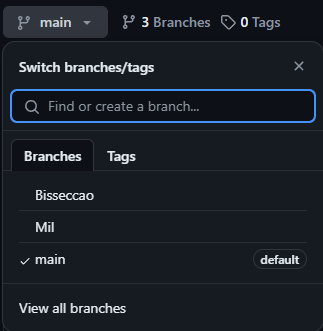 main 3 Branches 0 Tags
Switch branches/tags
Find or create a branch...
Branches Tags
Bisseccao
Mil
main default
View all branches